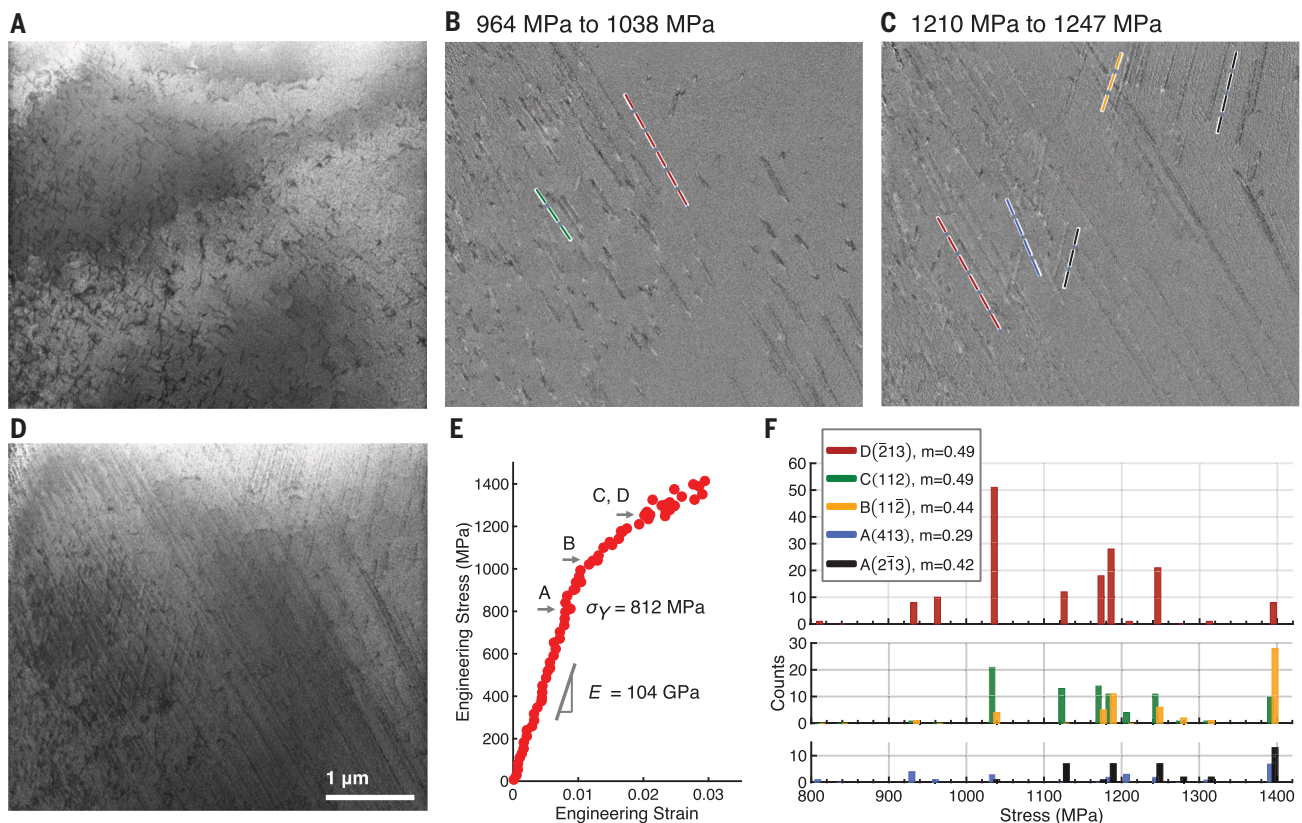 A
B 964 MPa to 1038 MPa
C 1210 MPa to 1247 MPa
D
1 µm
E
Engineering Stress (MPa)
1400
1200
1000
800
600
400
200
0
0 0.01 0.02 0.03
Engineering Strain
C, D
B
A
σY = 812 MPa
E = 104 GPa
F
D(2̅13), m=0.49
C(112), m=0.49
B(112̅), m=0.44
A(413), m=0.29
A(21̅3), m=0.42
Counts
60
50
40
30
20
10
0
30
20
10
0
10
0
800 900 1000 1100 1200 1300 1400
Stress (MPa)